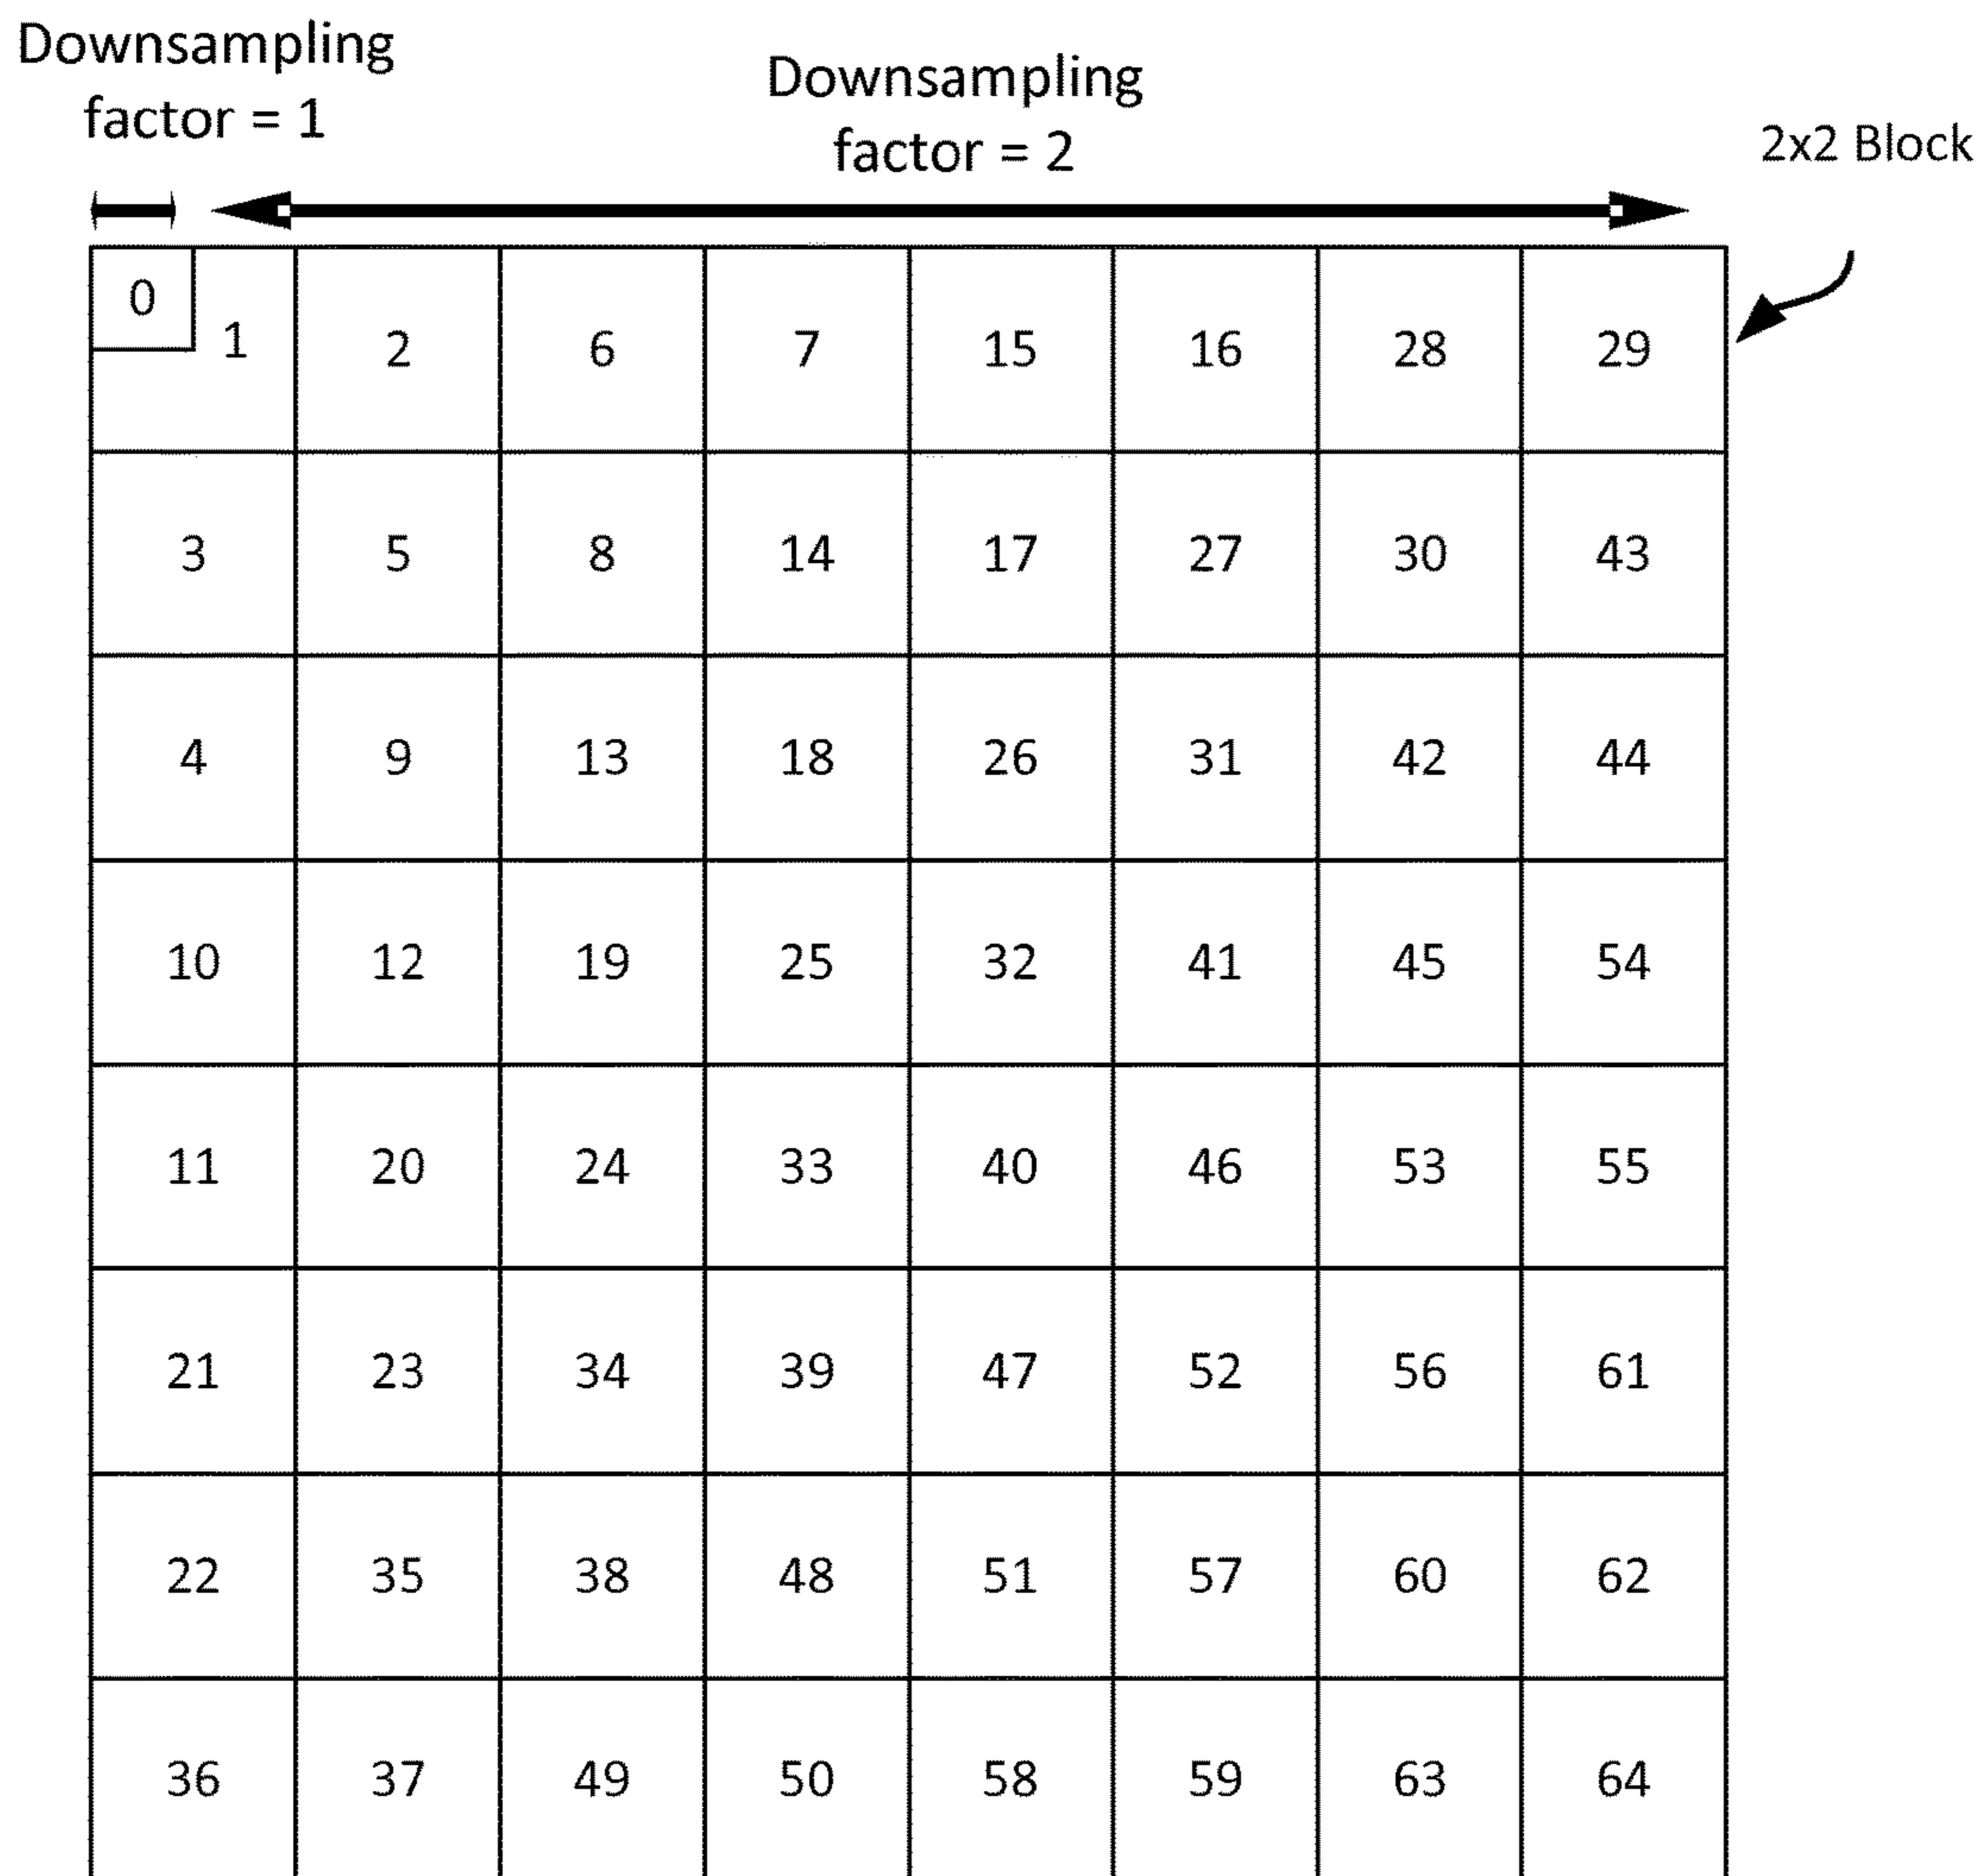 Downsampling
factor = 1
Downsampling
factor = 2
2x2 Block
0
1 2 6 7 15 16 28 29
3 5 8 14 17 27 30 43
4 9 13 18 26 31 42 44
10 12 19 25 32 41 45 54
11 20 24 33 40 46 53 55
21 23 34 39 47 52 56 61
22 35 38 48 51 57 60 62
36 37 49 50 58 59 63 64